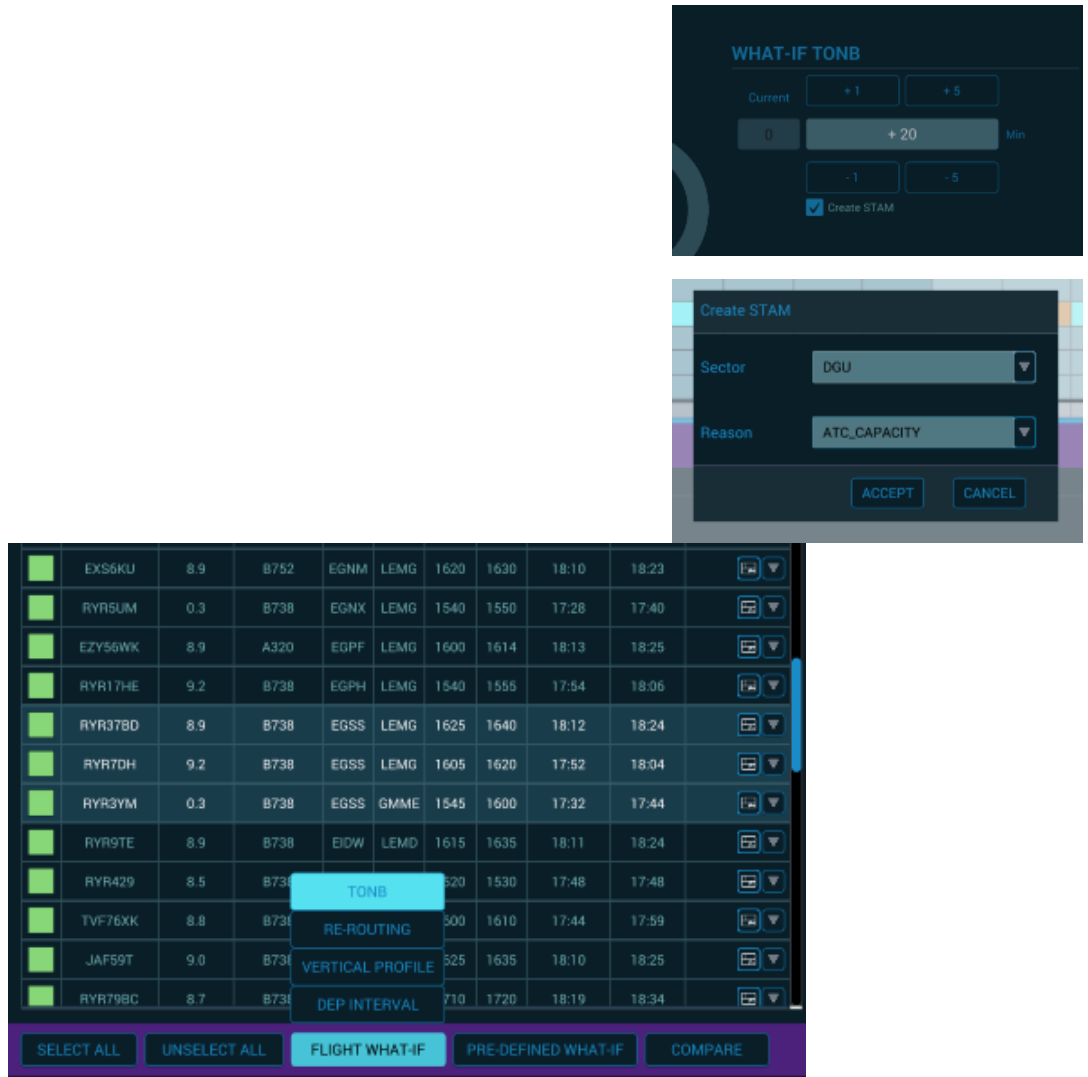 WHAT-IF TONB
Current + 1 + 5
0 + 20 Min
- 1 - 5
Create STAM
Create STAM
Sector DGU
Reason ATC_CAPACITY
ACCEPT CANCEL
EXS6KU 8.9 B752 EGNM LEMG 1620 1630 18:10 18:23
RYR5UM 0.3 B738 EGNX LEMG 1540 1550 17:28 17:40
EZY56WK 8.9 A320 EGPF LEMG 1600 1614 18:13 18:25
RYR17HE 9.2 B738 EGPH LEMG 1540 1555 17:54 18:06
RYR37BD 8.9 B738 EGSS LEMG 1625 1640 18:12 18:24
RYR7DH 9.2 B738 EGSS LEMG 1605 1620 17:52 18:04
RYR3YM 0.3 B738 EGSS GMME 1545 1600 17:32 17:44
RYR9TE 8.9 B738 EIDW LEMD 1615 1635 18:11 18:24
RYR429 8.5 TONB 1530 17:48 17:48
TVF76XK 8.8 RE-ROUTING 1610 17:44 17:59
JAF59T 9.0 VERTICAL PROFILE 1635 18:10 18:25
RYR79BC 8.7 DEP INTERVAL 1720 18:19 18:34
SELECT ALL UNSELECT ALL FLIGHT WHAT-IF PRE-DEFINED WHAT-IF COMPARE